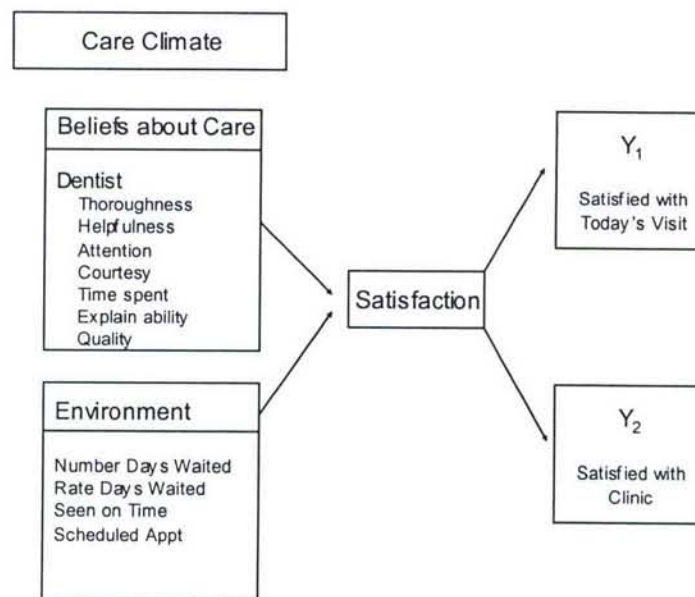 Care Climate
Beliefs about Care
Dentist
Thoroughness
Helpfulness
Attention
Courtesy
Time spent
Explain ability
Quality
Environment
Number Days Waited
Rate Days Waited
Seen on Time
Scheduled Appt
Satisfaction
Y₁
Satisfied with
Today's Visit
Y₂
Satisfied with
Clinic